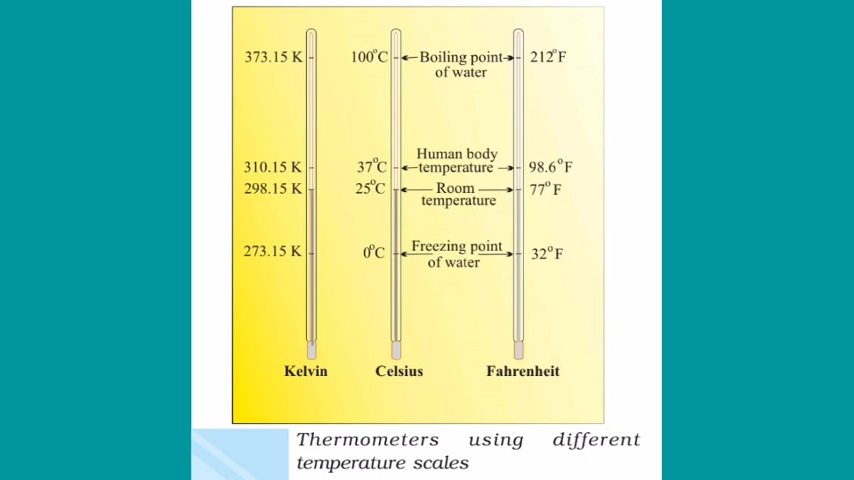 373.15 K 100°C Boiling point 212°F
of water
Human body
310.15 K 37°C temperature 98.6°F
298.15 K 25°C Room 77°F
temperature
273.15 K 0°C Freezing point 32°F
of water
Kelvin Celsius Fahrenheit
Thermometers using different
temperature scales